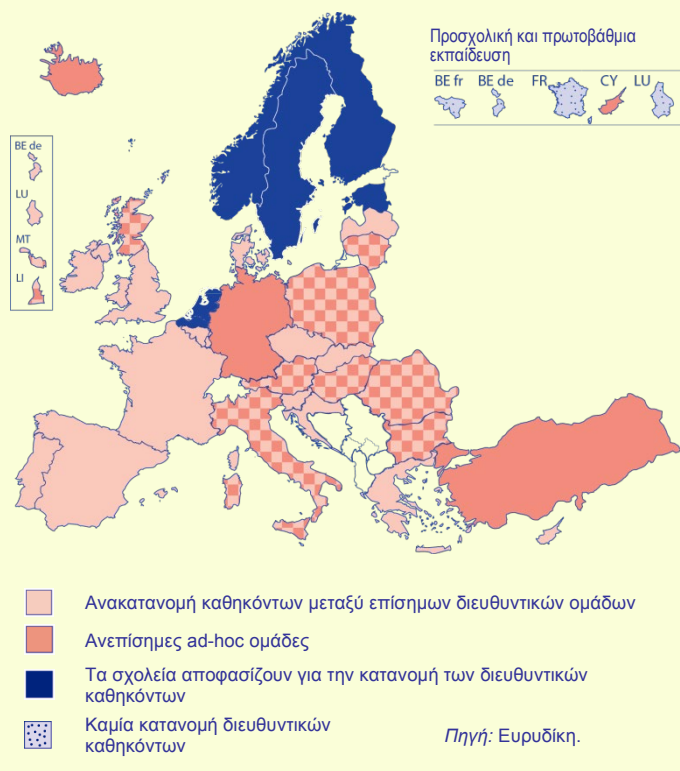 Προσχολική και πρωτοβάθμια
εκπαίδευση
BE fr BE de FR CY LU
BE de
LU
MT
LI
Ανακατανομή καθηκόντων μεταξύ επίσημων διευθυντικών ομάδων
Ανεπίσημες ad-hoc ομάδες
Τα σχολεία αποφασίζουν για την κατανομή των διευθυντικών
καθηκόντων
Καμία κατανομή διευθυντικών
καθηκόντων
Πηγή: Ευρυδίκη.